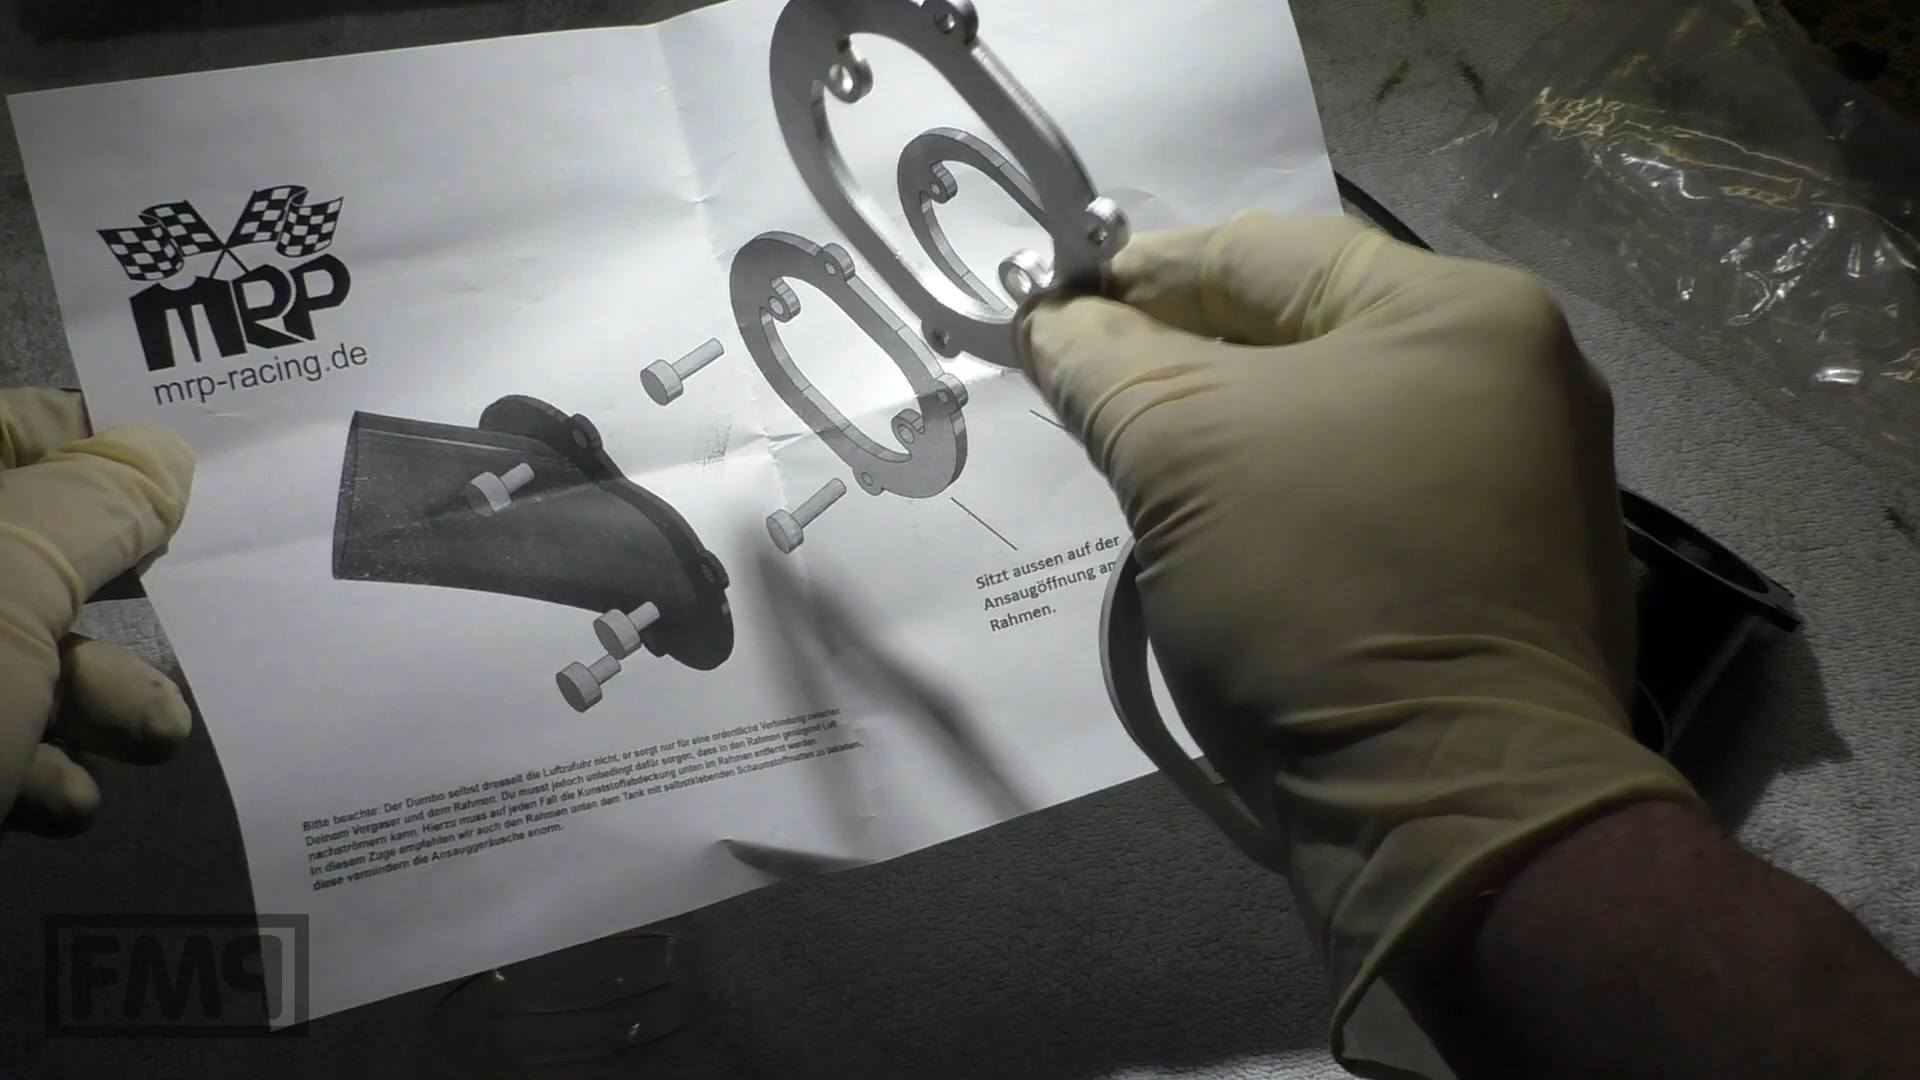 MRP
mrp-racing.de
Sitzt aussen auf der
Ansaugöffnung am
Rahmen.
Bitte beachte: Der Dumbo selbst drosselt die Luftzufuhr nicht, er sorgt nur für eine ordentliche Verbindung zwischen
Deinem Vergaser und dem Rahmen. Du musst jedoch unbedingt dafür sorgen, dass in den Rahmen genügend Luft
nachströmern kann. Hierzu muss auf jeden Fall die Kunststoffabdeckung unten im Rahmen entfernt werden.
In diesem Zuge empfehlen wir auch den Rahmen unten dem Tank mit selbstklebenden Schaumstoffmatten zu bekleben,
diese vermindern die Ansauggeräusche enorm.
FMP